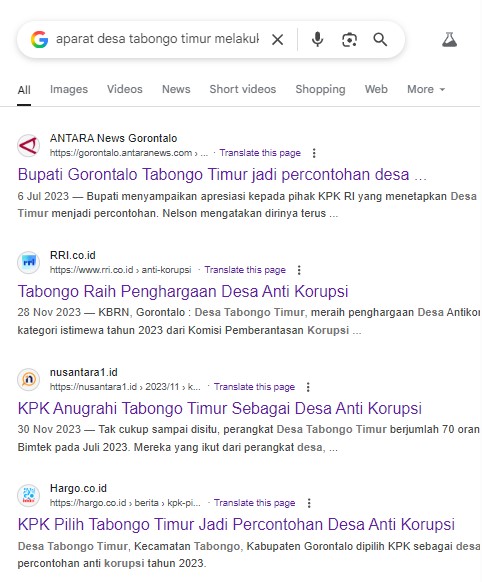 aparat desa tabongo timur melakuk
All Images Videos News Short videos Shopping Web More
ANTARA News Gorontalo
https://gorontalo.antaranews.com › ... · Translate this page
Bupati Gorontalo Tabongo Timur jadi percontohan desa ...
6 Jul 2023 — Bupati menyampaikan apresiasi kepada pihak KPK RI yang menetapkan Desa
Timur menjadi percontohan. Nelson mengatakan dirinya terus ...
RRI.co.id
https://www.rri.co.id › anti-korupsi · Translate this page
Tabongo Raih Penghargaan Desa Anti Korupsi
28 Nov 2023 — KBRN, Gorontalo : Desa Tabongo Timur, meraih penghargaan Desa Antikor
kategori istimewa tahun 2023 dari Komisi Pemberantasan Korupsi ...
nusantara1.id
https://nusantara1.id › 2023/11 › k... · Translate this page
KPK Anugrahi Tabongo Timur Sebagai Desa Anti Korupsi
30 Nov 2023 — Tak cukup sampai disitu, perangkat Desa Tabongo Timur berjumlah 70 oran
Bimtek pada Juli 2023. Mereka yang ikut dari perangkat desa, ...
Hargo.co.id
https://hargo.co.id › berita › kpk-pi... · Translate this page
KPK Pilih Tabongo Timur Jadi Percontohan Desa Anti Korupsi
Desa Tabongo Timur, Kecamatan Tabongo, Kabupaten Gorontalo dipilih KPK sebagai desa
percontohan anti korupsi tahun 2023.